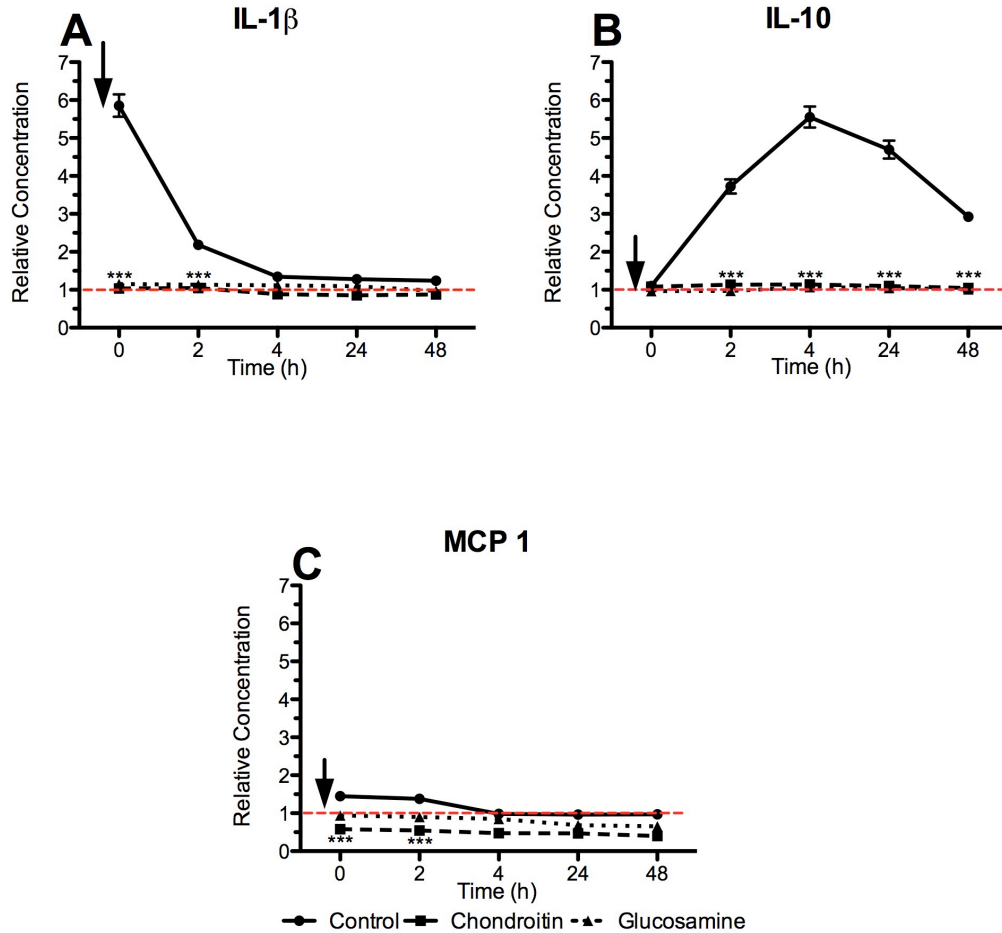 A
IL-1β
Relative Concentration
7
6
5
4
3
2
1
0
***
***
0 2 4 24 48
Time (h)
B
IL-10
Relative Concentration
7
6
5
4
3
2
1
0
***
***
***
***
0 2 4 24 48
Time (h)
C
MCP 1
Relative Concentration
7
6
5
4
3
2
1
0
***
***
0 2 4 24 48
Time (h)
Control Chondroitin Glucosamine